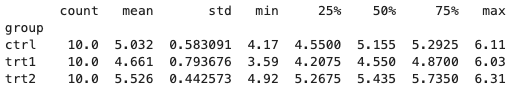 count mean std min 25% 50% 75% max
group
ctrl 10.0 5.032 0.583091 4.17 4.5500 5.155 5.2925 6.11
trt1 10.0 4.661 0.793676 3.59 4.2075 4.550 4.8700 6.03
trt2 10.0 5.526 0.442573 4.92 5.2675 5.435 5.7350 6.31